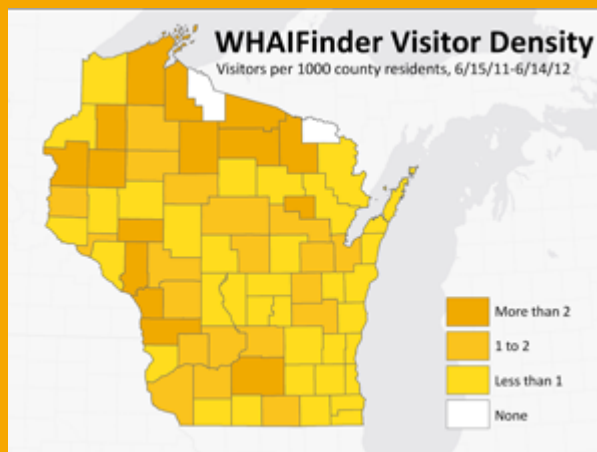 WHAIFinder Visitor Density
Visitors per 1000 county residents, 6/15/11-6/14/12
More than 2
1 to 2
Less than 1
None